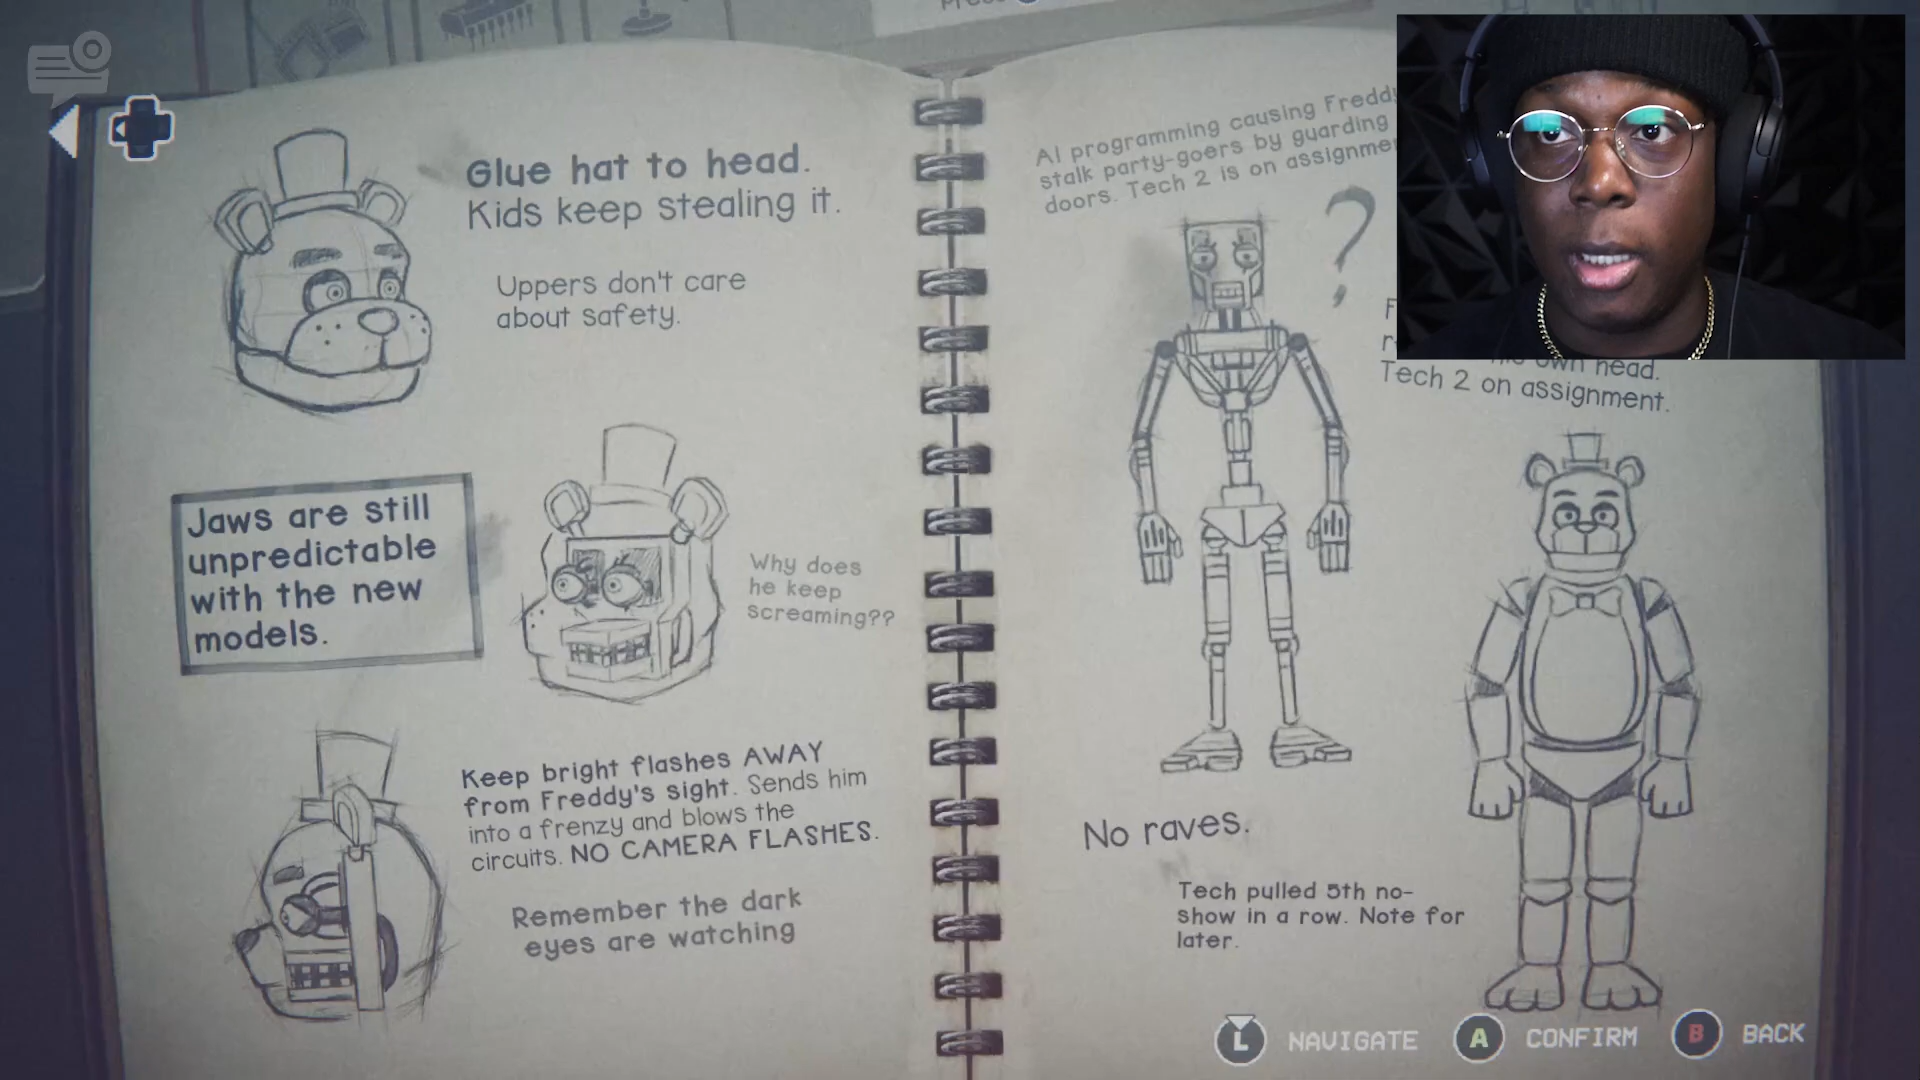 Glue hat to head.
Kids keep stealing it.
Uppers don't care
about safety.
Jaws are still
unpredictable
with the new
models.
Why does
he keep
screaming??
Keep bright flashes AWAY
from Freddy's sight. Sends him
into a frenzy and blows the
circuits. NO CAMERA FLASHES.
Remember the dark
eyes are watching
AI programming causing Freddy
stalk party-goers by guarding
doors. Tech 2 is on
?
own head.
Tech 2 on assignment.
No raves.
Tech pulled 5th no-
show in a row. Note for
later.
L NAVIGATE A CONFIRM B BACK